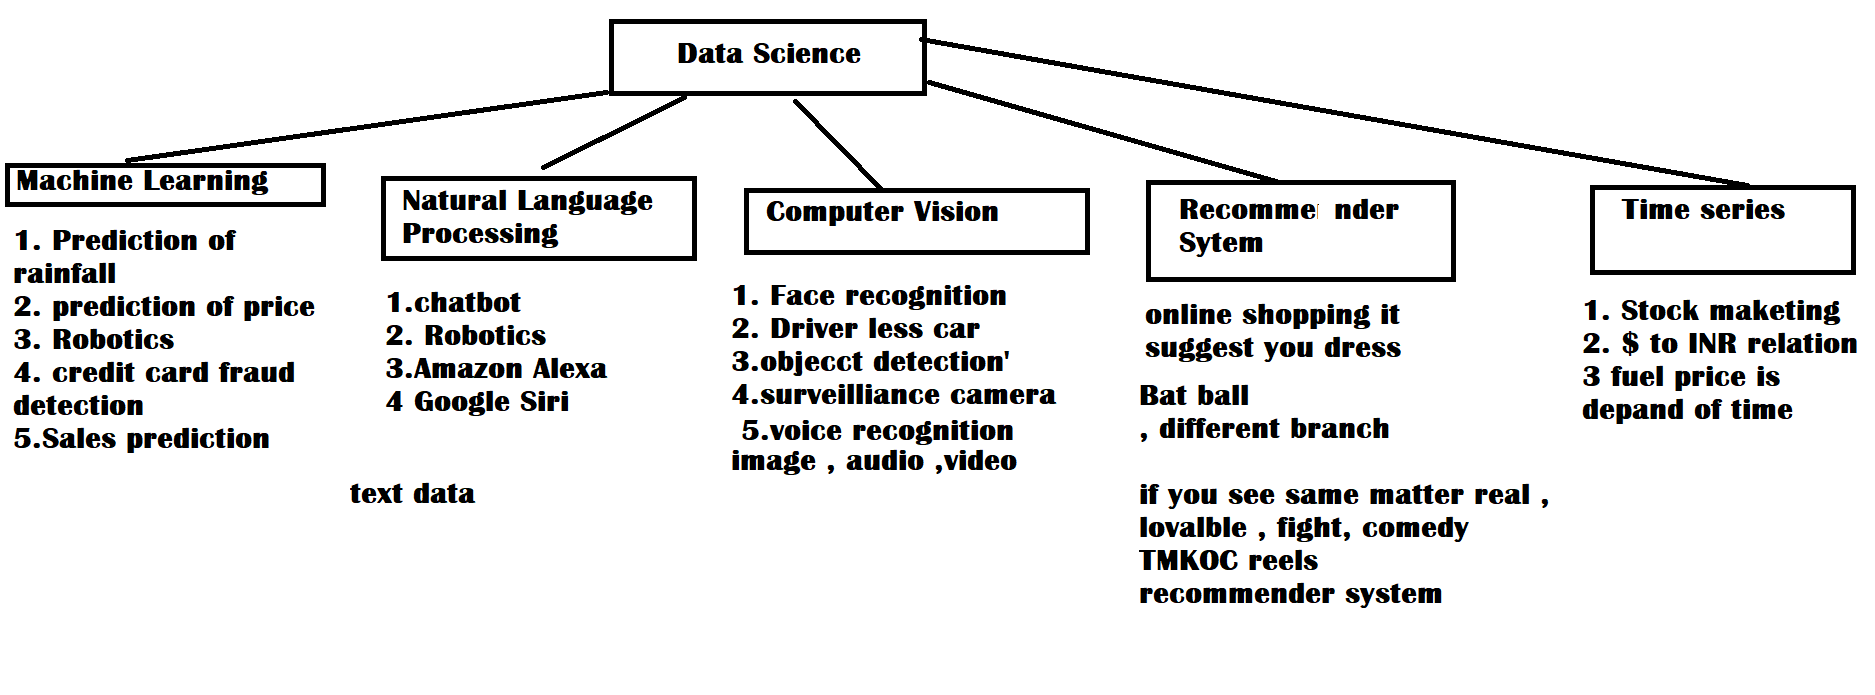 Data Science
Machine Learning
1. Prediction of
rainfall
2. prediction of price
3. Robotics
4. credit card fraud
detection
5.Sales prediction
Natural Language
Processing
1.chatbot
2. Robotics
3.Amazon Alexa
4 Google Siri
text data
Computer Vision
1. Face recognition
2. Driver less car
3.objecct detection'
4.surveilliance camera
5.voice recognition
image , audio ,video
Recomme nder
Sytem
online shopping it
suggest you dress
Bat ball
, different branch
if you see same matter real ,
lovalble , fight, comedy
TMKOC reels
recommender system
Time series
1. Stock maketing
2. $ to INR relation
3 fuel price is
depand of time